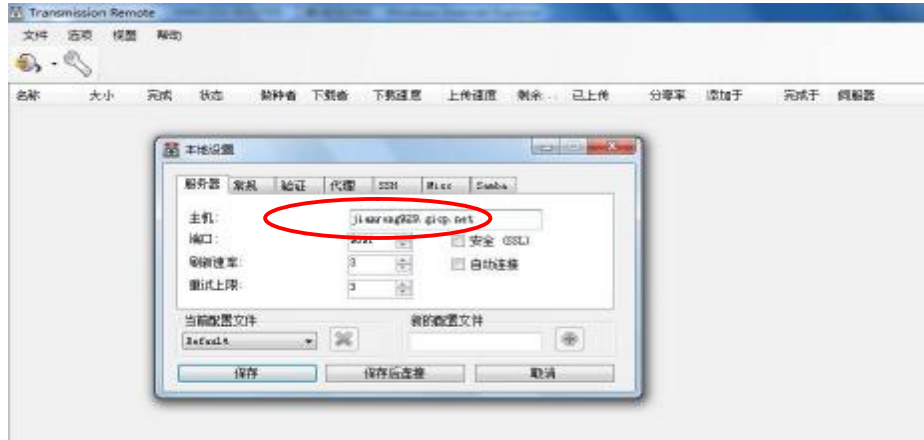 Transmission Remote
文件 选项 视图 帮助
名称 大小 完成 状态 做种者 下载者 下载速度 上传速度 剩余... 已上传 分享率 添加于 完成于 伺服器
本地设置
服务器 常规 验证 代理 SSH Misc Samba
主机: .gicp.net
端口: 安全 (SSL)
刷新速率: 3 自动连接
重试上限: 3
当前配置文件 新的配置文件
Default
保存 保存后连接 取消